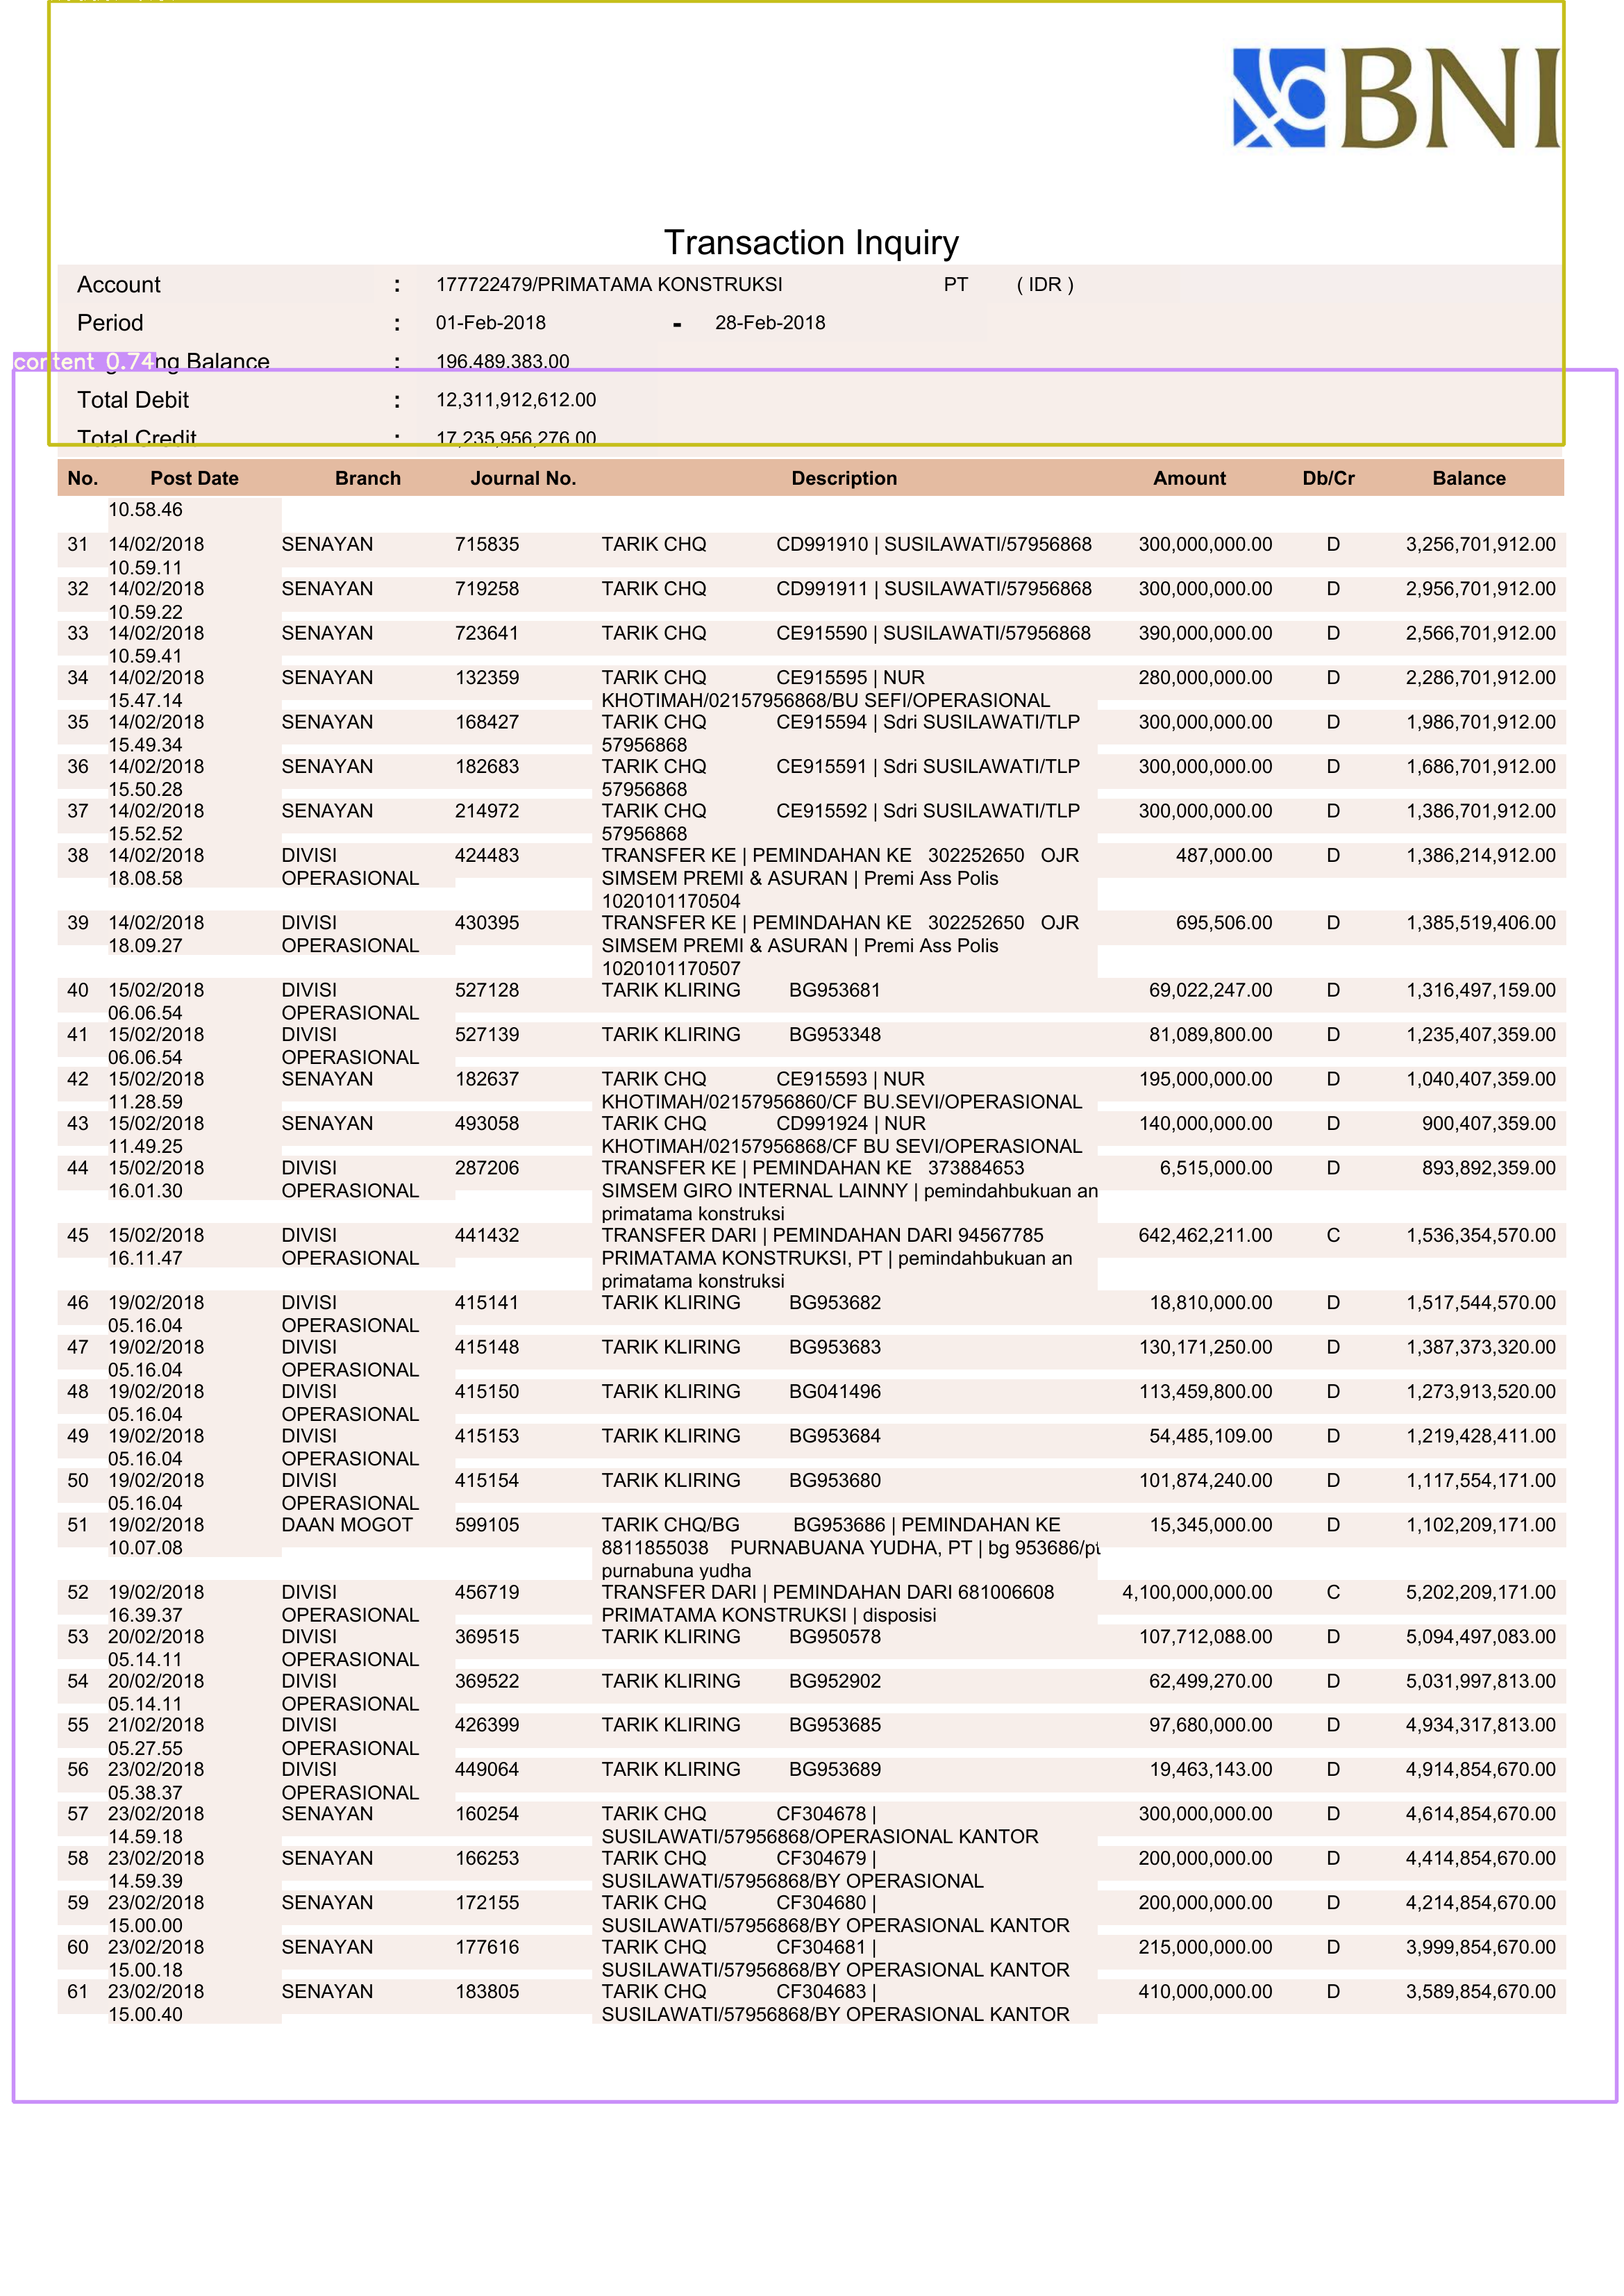 BNI
Transaction Inquiry
Account : 177722479/PRIMATAMA KONSTRUKSI PT ( IDR )
Period : 01-Feb-2018 - 28-Feb-2018
content 0.74 ng Balance : 196,489,383.00
Total Debit : 12,311,912,612.00
Total Credit : 17,235,956,276.00
No. Post Date Branch Journal No. Description Amount Db/Cr Balance
10.58.46
31 14/02/2018 SENAYAN 715835 TARIK CHQ CD991910 | SUSILAWATI/57956868 300,000,000.00 D 3,256,701,912.00
10.59.11
32 14/02/2018 SENAYAN 719258 TARIK CHQ CD991911 | SUSILAWATI/57956868 300,000,000.00 D 2,956,701,912.00
10.59.22
33 14/02/2018 SENAYAN 723641 TARIK CHQ CE915590 | SUSILAWATI/57956868 390,000,000.00 D 2,566,701,912.00
10.59.41
34 14/02/2018 SENAYAN 132359 TARIK CHQ CE915595 | NUR 280,000,000.00 D 2,286,701,912.00
15.47.14 KHOTIMAH/02157956868/BU SEFI/OPERASIONAL
35 14/02/2018 SENAYAN 168427 TARIK CHQ CE915594 | Sdri SUSILAWATI/TLP 300,000,000.00 D 1,986,701,912.00
15.49.34 57956868
36 14/02/2018 SENAYAN 182683 TARIK CHQ CE915591 | Sdri SUSILAWATI/TLP 300,000,000.00 D 1,686,701,912.00
15.50.28 57956868
37 14/02/2018 SENAYAN 214972 TARIK CHQ CE915592 | Sdri SUSILAWATI/TLP 300,000,000.00 D 1,386,701,912.00
15.52.52 57956868
38 14/02/2018 DIVISI 424483 TRANSFER KE | PEMINDAHAN KE 302252650 OJR 487,000.00 D 1,386,214,912.00
18.08.58 OPERASIONAL SIMSEM PREMI & ASURAN | Premi Ass Polis
1020101170504
39 14/02/2018 DIVISI 430395 TRANSFER KE | PEMINDAHAN KE 302252650 OJR 695,506.00 D 1,385,519,406.00
18.09.27 OPERASIONAL SIMSEM PREMI & ASURAN | Premi Ass Polis
1020101170507
40 15/02/2018 DIVISI 527128 TARIK KLIRING BG953681 69,022,247.00 D 1,316,497,159.00
06.06.54 OPERASIONAL
41 15/02/2018 DIVISI 527139 TARIK KLIRING BG953348 81,089,800.00 D 1,235,407,359.00
06.06.54 OPERASIONAL
42 15/02/2018 SENAYAN 182637 TARIK CHQ CE915593 | NUR 195,000,000.00 D 1,040,407,359.00
11.28.59 KHOTIMAH/02157956860/CF BU.SEVI/OPERASIONAL
43 15/02/2018 SENAYAN 493058 TARIK CHQ CD991924 | NUR 140,000,000.00 D 900,407,359.00
11.49.25 KHOTIMAH/02157956868/CF BU SEVI/OPERASIONAL
44 15/02/2018 DIVISI 287206 TRANSFER KE | PEMINDAHAN KE 373884653 6,515,000.00 D 893,892,359.00
16.01.30 OPERASIONAL SIMSEM GIRO INTERNAL LAINNY | pemindahbukuan an
primatama konstruksi
45 15/02/2018 DIVISI 441432 TRANSFER DARI | PEMINDAHAN DARI 94567785 642,462,211.00 C 1,536,354,570.00
16.11.47 OPERASIONAL PRIMATAMA KONSTRUKSI, PT | pemindahbukuan an
primatama konstruksi
46 19/02/2018 DIVISI 415141 TARIK KLIRING BG953682 18,810,000.00 D 1,517,544,570.00
05.16.04 OPERASIONAL
47 19/02/2018 DIVISI 415148 TARIK KLIRING BG953683 130,171,250.00 D 1,387,373,320.00
05.16.04 OPERASIONAL
48 19/02/2018 DIVISI 415150 TARIK KLIRING BG041496 113,459,800.00 D 1,273,913,520.00
05.16.04 OPERASIONAL
49 19/02/2018 DIVISI 415153 TARIK KLIRING BG953684 54,485,109.00 D 1,219,428,411.00
05.16.04 OPERASIONAL
50 19/02/2018 DIVISI 415154 TARIK KLIRING BG953680 101,874,240.00 D 1,117,554,171.00
05.16.04 OPERASIONAL
51 19/02/2018 DAAN MOGOT 599105 TARIK CHQ/BG BG953686 | PEMINDAHAN KE 15,345,000.00 D 1,102,209,171.00
10.07.08 8811855038 PURNABUANA YUDHA, PT | bg 953686/pt
purnabuna yudha
52 19/02/2018 DIVISI 456719 TRANSFER DARI | PEMINDAHAN DARI 681006608 4,100,000,000.00 C 5,202,209,171.00
16.39.37 OPERASIONAL PRIMATAMA KONSTRUKSI | disposisi
53 20/02/2018 DIVISI 369515 TARIK KLIRING BG950578 107,712,088.00 D 5,094,497,083.00
05.14.11 OPERASIONAL
54 20/02/2018 DIVISI 369522 TARIK KLIRING BG952902 62,499,270.00 D 5,031,997,813.00
05.14.11 OPERASIONAL
55 21/02/2018 DIVISI 426399 TARIK KLIRING BG953685 97,680,000.00 D 4,934,317,813.00
05.27.55 OPERASIONAL
56 23/02/2018 DIVISI 449064 TARIK KLIRING BG953689 19,463,143.00 D 4,914,854,670.00
05.38.37 OPERASIONAL
57 23/02/2018 SENAYAN 160254 TARIK CHQ CF304678 | 300,000,000.00 D 4,614,854,670.00
14.59.18 SUSILAWATI/57956868/OPERASIONAL KANTOR
58 23/02/2018 SENAYAN 166253 TARIK CHQ CF304679 | 200,000,000.00 D 4,414,854,670.00
14.59.39 SUSILAWATI/57956868/BY OPERASIONAL
59 23/02/2018 SENAYAN 172155 TARIK CHQ CF304680 | 200,000,000.00 D 4,214,854,670.00
15.00.00 SUSILAWATI/57956868/BY OPERASIONAL KANTOR
60 23/02/2018 SENAYAN 177616 TARIK CHQ CF304681 | 215,000,000.00 D 3,999,854,670.00
15.00.18 SUSILAWATI/57956868/BY OPERASIONAL KANTOR
61 23/02/2018 SENAYAN 183805 TARIK CHQ CF304683 | 410,000,000.00 D 3,589,854,670.00
15.00.40 SUSILAWATI/57956868/BY OPERASIONAL KANTOR